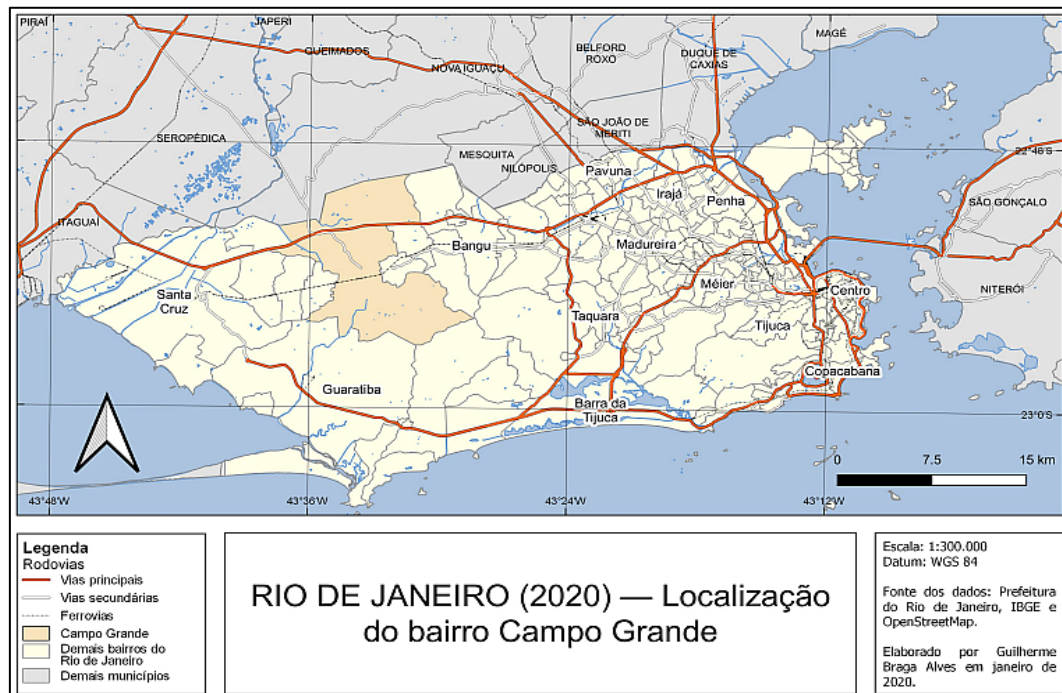 PIRAÍ
JAPERI
MAGÉ
QUEIMADOS
BELFORD
ROXO
DUQUE DE
CAXIAS
NOVA IGUAÇU
SEROPÉDICA
SÃO JOÃO DE
MERITI
MESQUITA
NILÓPOLIS
22°48'S
Pavuna
Irajá
Penha
SÃO GONÇALO
ITAGUAÍ
Bangu
Madureira
Santa
Cruz
Méier
Centro
NITERÓI
Taquara
Tijuca
Copacabana
Guaratiba
Barra da
Tijuca
23°0'S
0 7.5 15 km
43°48'W 43°36'W 43°24'W 43°12'W
Legenda
Rodovias
Vias principais
Vias secundárias
Ferrovias
Campo Grande
Demais bairros do
Rio de Janeiro
Demais municípios
RIO DE JANEIRO (2020) — Localização
do bairro Campo Grande
Escala: 1:300.000
Datum: WGS 84
Fonte dos dados: Prefeitura
do Rio de Janeiro, IBGE e
OpenStreetMap.
Elaborado por Guilherme
Braga Alves em janeiro de
2020.